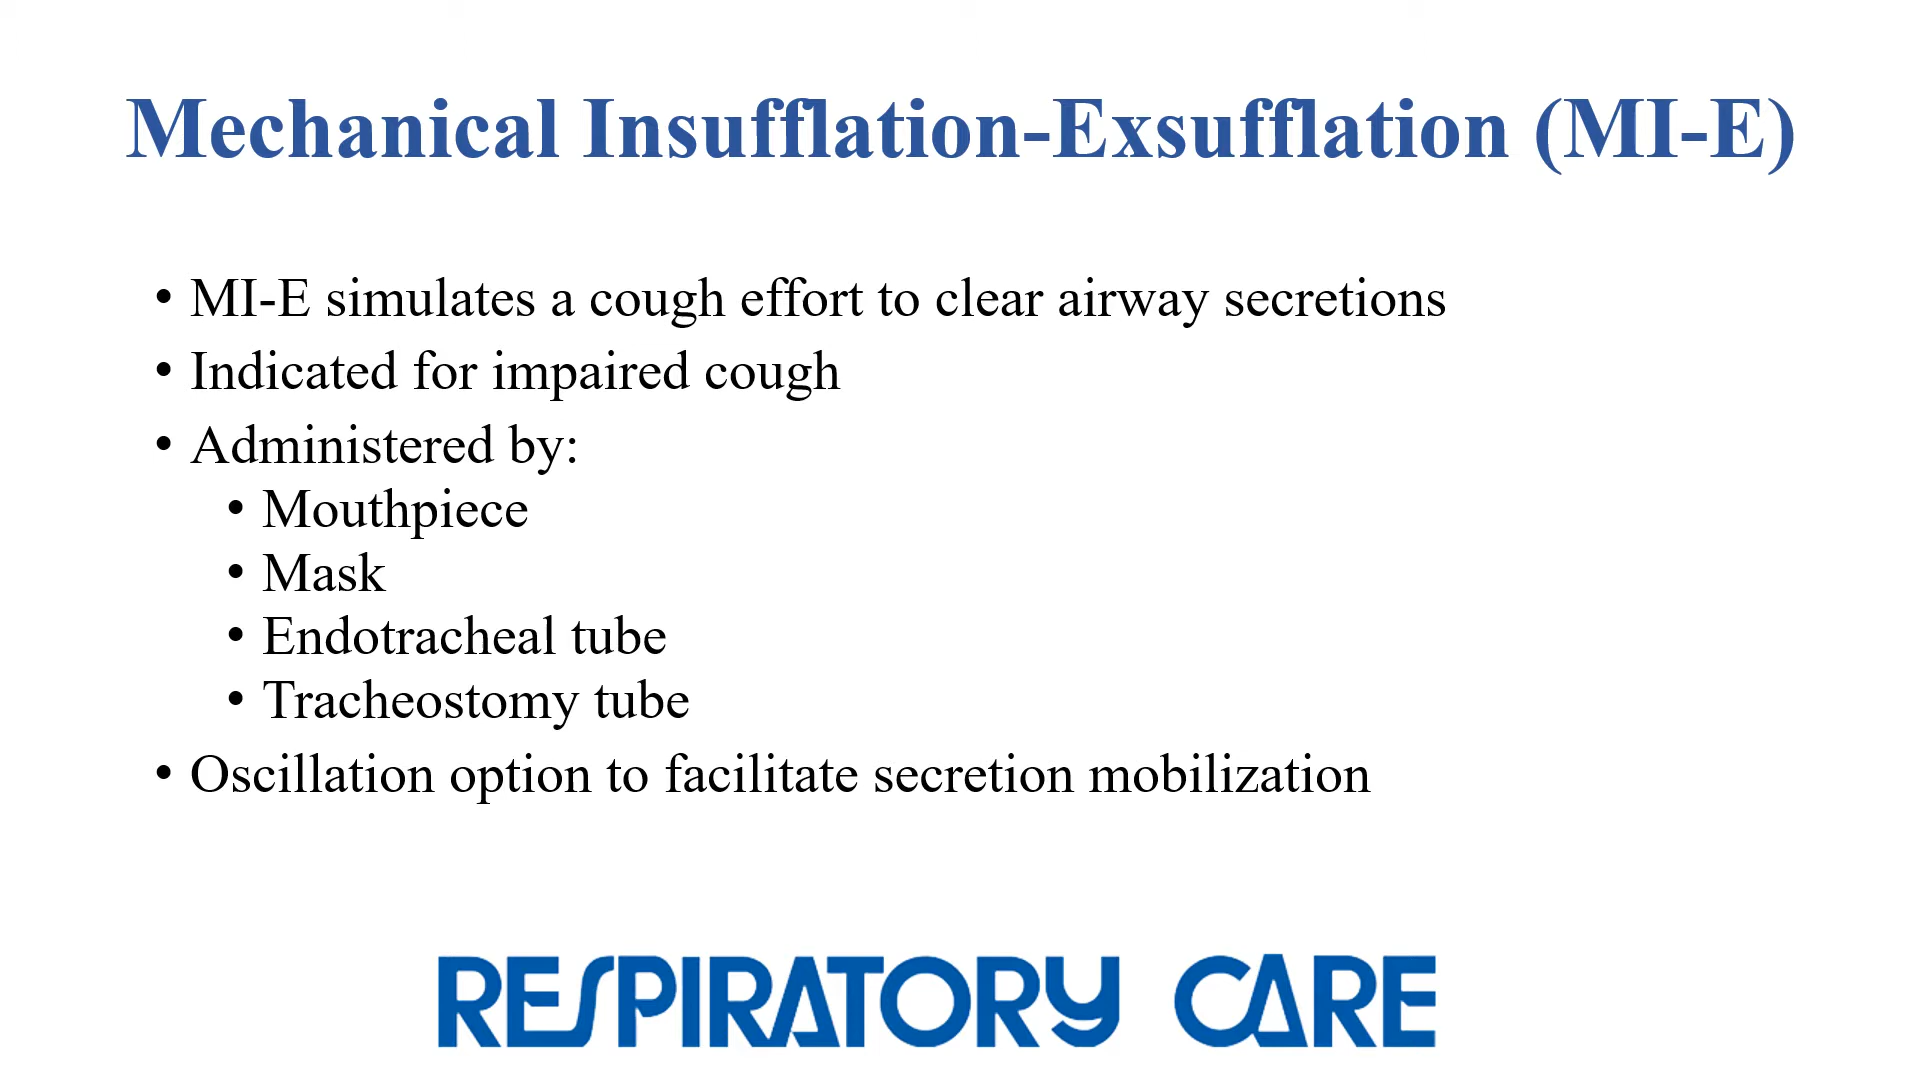 Mechanical Insufflation-Exsufflation (MI-E)
• MI-E simulates a cough effort to clear airway secretions
• Indicated for impaired cough
• Administered by:
• Mouthpiece
• Mask
• Endotracheal tube
• Tracheostomy tube
• Oscillation option to facilitate secretion mobilization
RESPIRATORY CARE